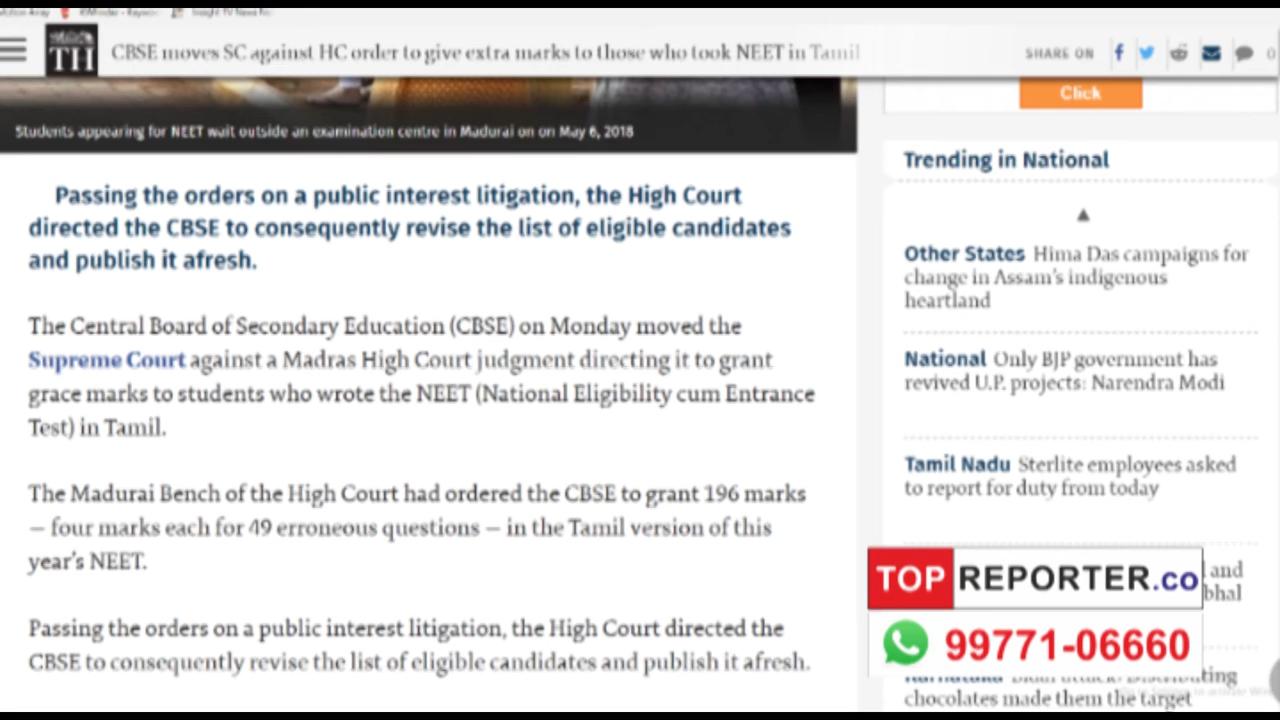 TH
CBSE moves SC against HC order to give extra marks to those who took NEET in Tamil
SHARE ON
0
Students appearing for NEET wait outside an examination centre in Madurai on on May 6, 2018
Passing the orders on a public interest litigation, the High Court
directed the CBSE to consequently revise the list of eligible candidates
and publish it afresh.
The Central Board of Secondary Education (CBSE) on Monday moved the
Supreme Court against a Madras High Court judgment directing it to grant
grace marks to students who wrote the NEET (National Eligibility cum Entrance
Test) in Tamil.
The Madurai Bench of the High Court had ordered the CBSE to grant 196 marks
— four marks each for 49 erroneous questions — in the Tamil version of this
year's NEET.
Passing the orders on a public interest litigation, the High Court directed the
CBSE to consequently revise the list of eligible candidates and publish it afresh.
Click
Trending in National
Other States Hima Das campaigns for
change in Assam's indigenous
heartland
National Only BJP government has
revived U.P. projects: Narendra Modi
Tamil Nadu Sterlite employees asked
to report for duty from today
and
bhal
TOP REPORTER.co
99771-06660
chocolates made them the target